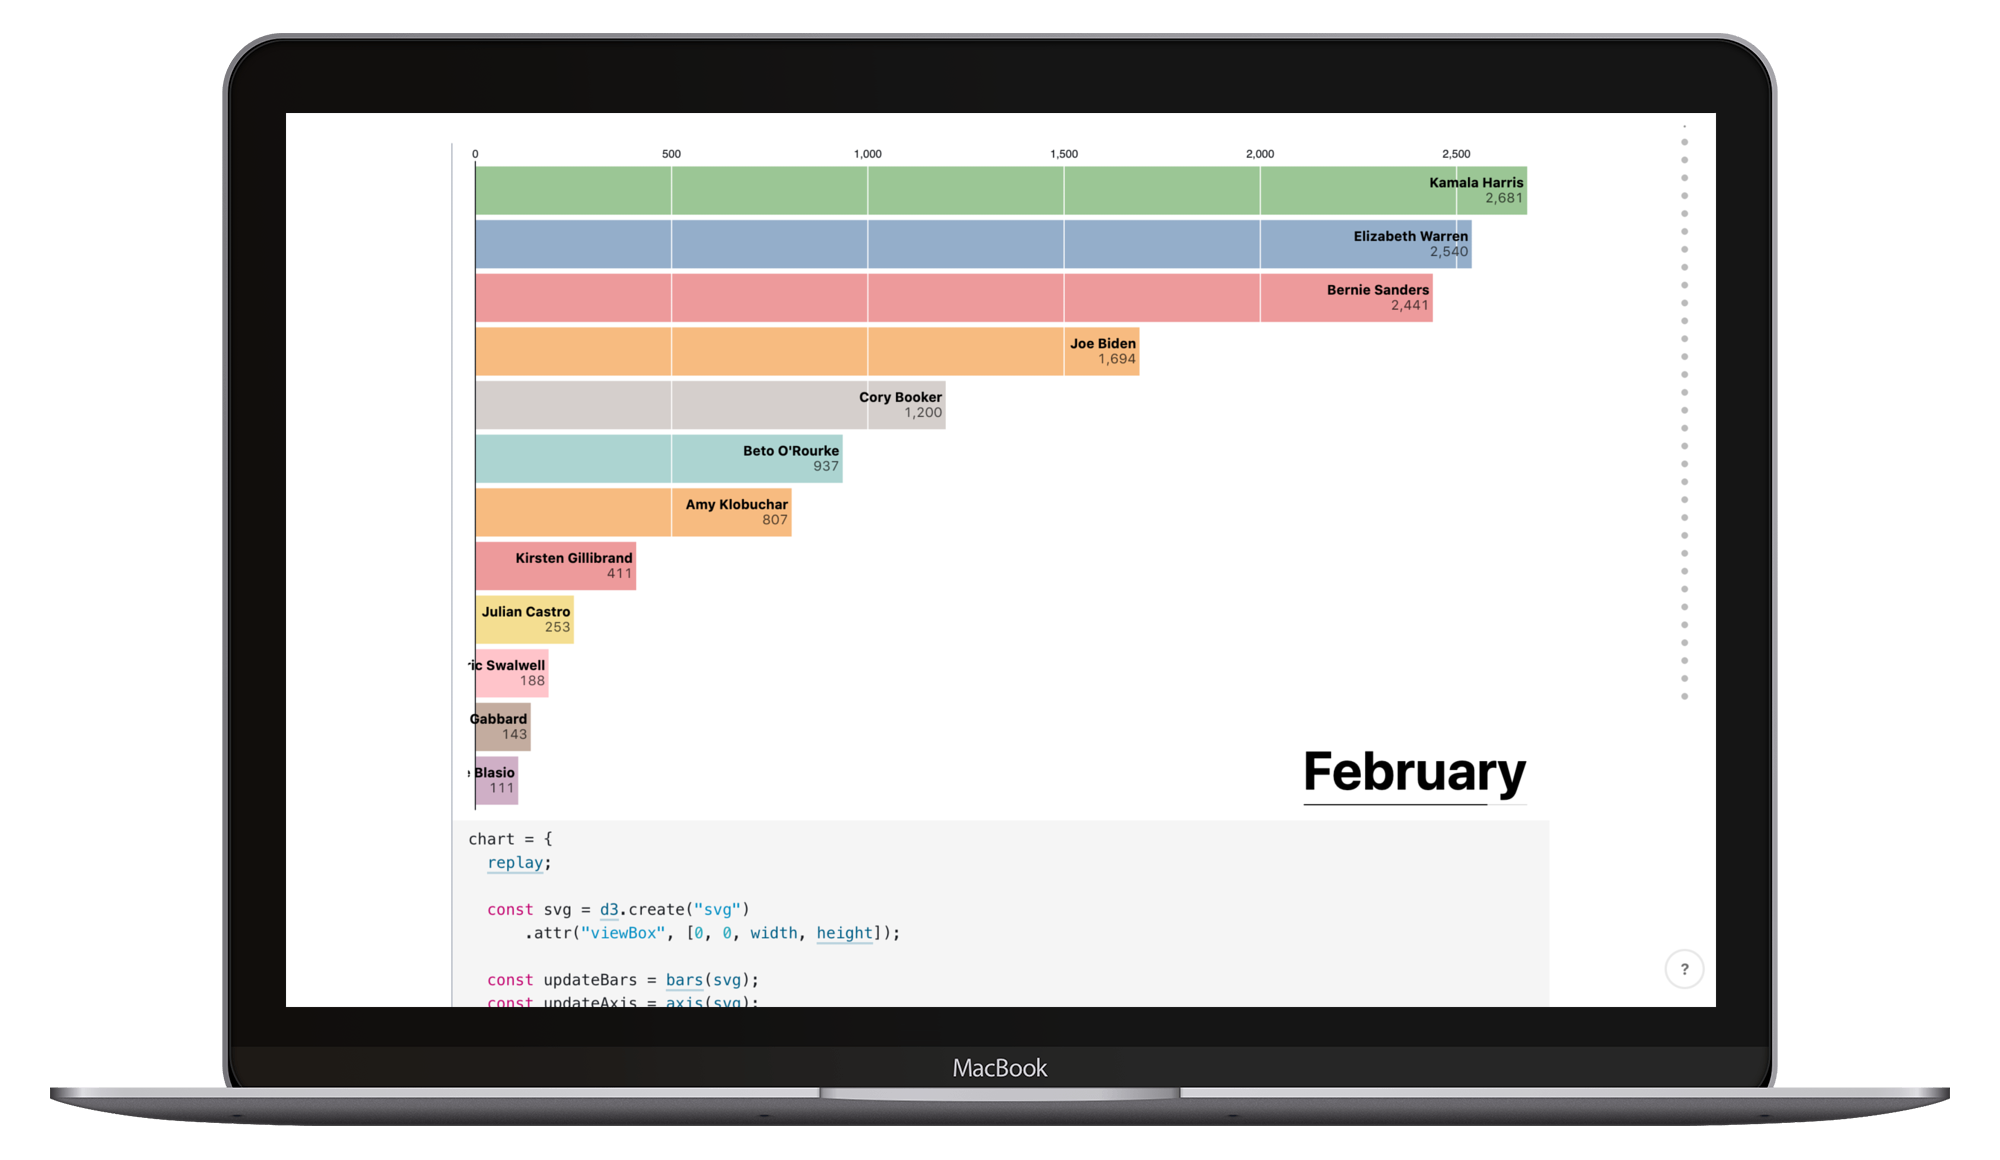 0 500 1,000 1,500 2,000 2,500
Kamala Harris
2,681
Elizabeth Warren
2,540
Bernie Sanders
2,441
Joe Biden
1,694
Cory Booker
1,200
Beto O'Rourke
937
Amy Klobuchar
807
Kirsten Gillibrand
411
Julian Castro
253
ric Swalwell
188
Gabbard
143
Blasio
111
February
chart = {
replay;
const svg = d3.create("svg")
.attr("viewBox", [0, 0, width, height]);
const updateBars = bars(svg);
const updateAxis = axis(svg);
?
MacBook